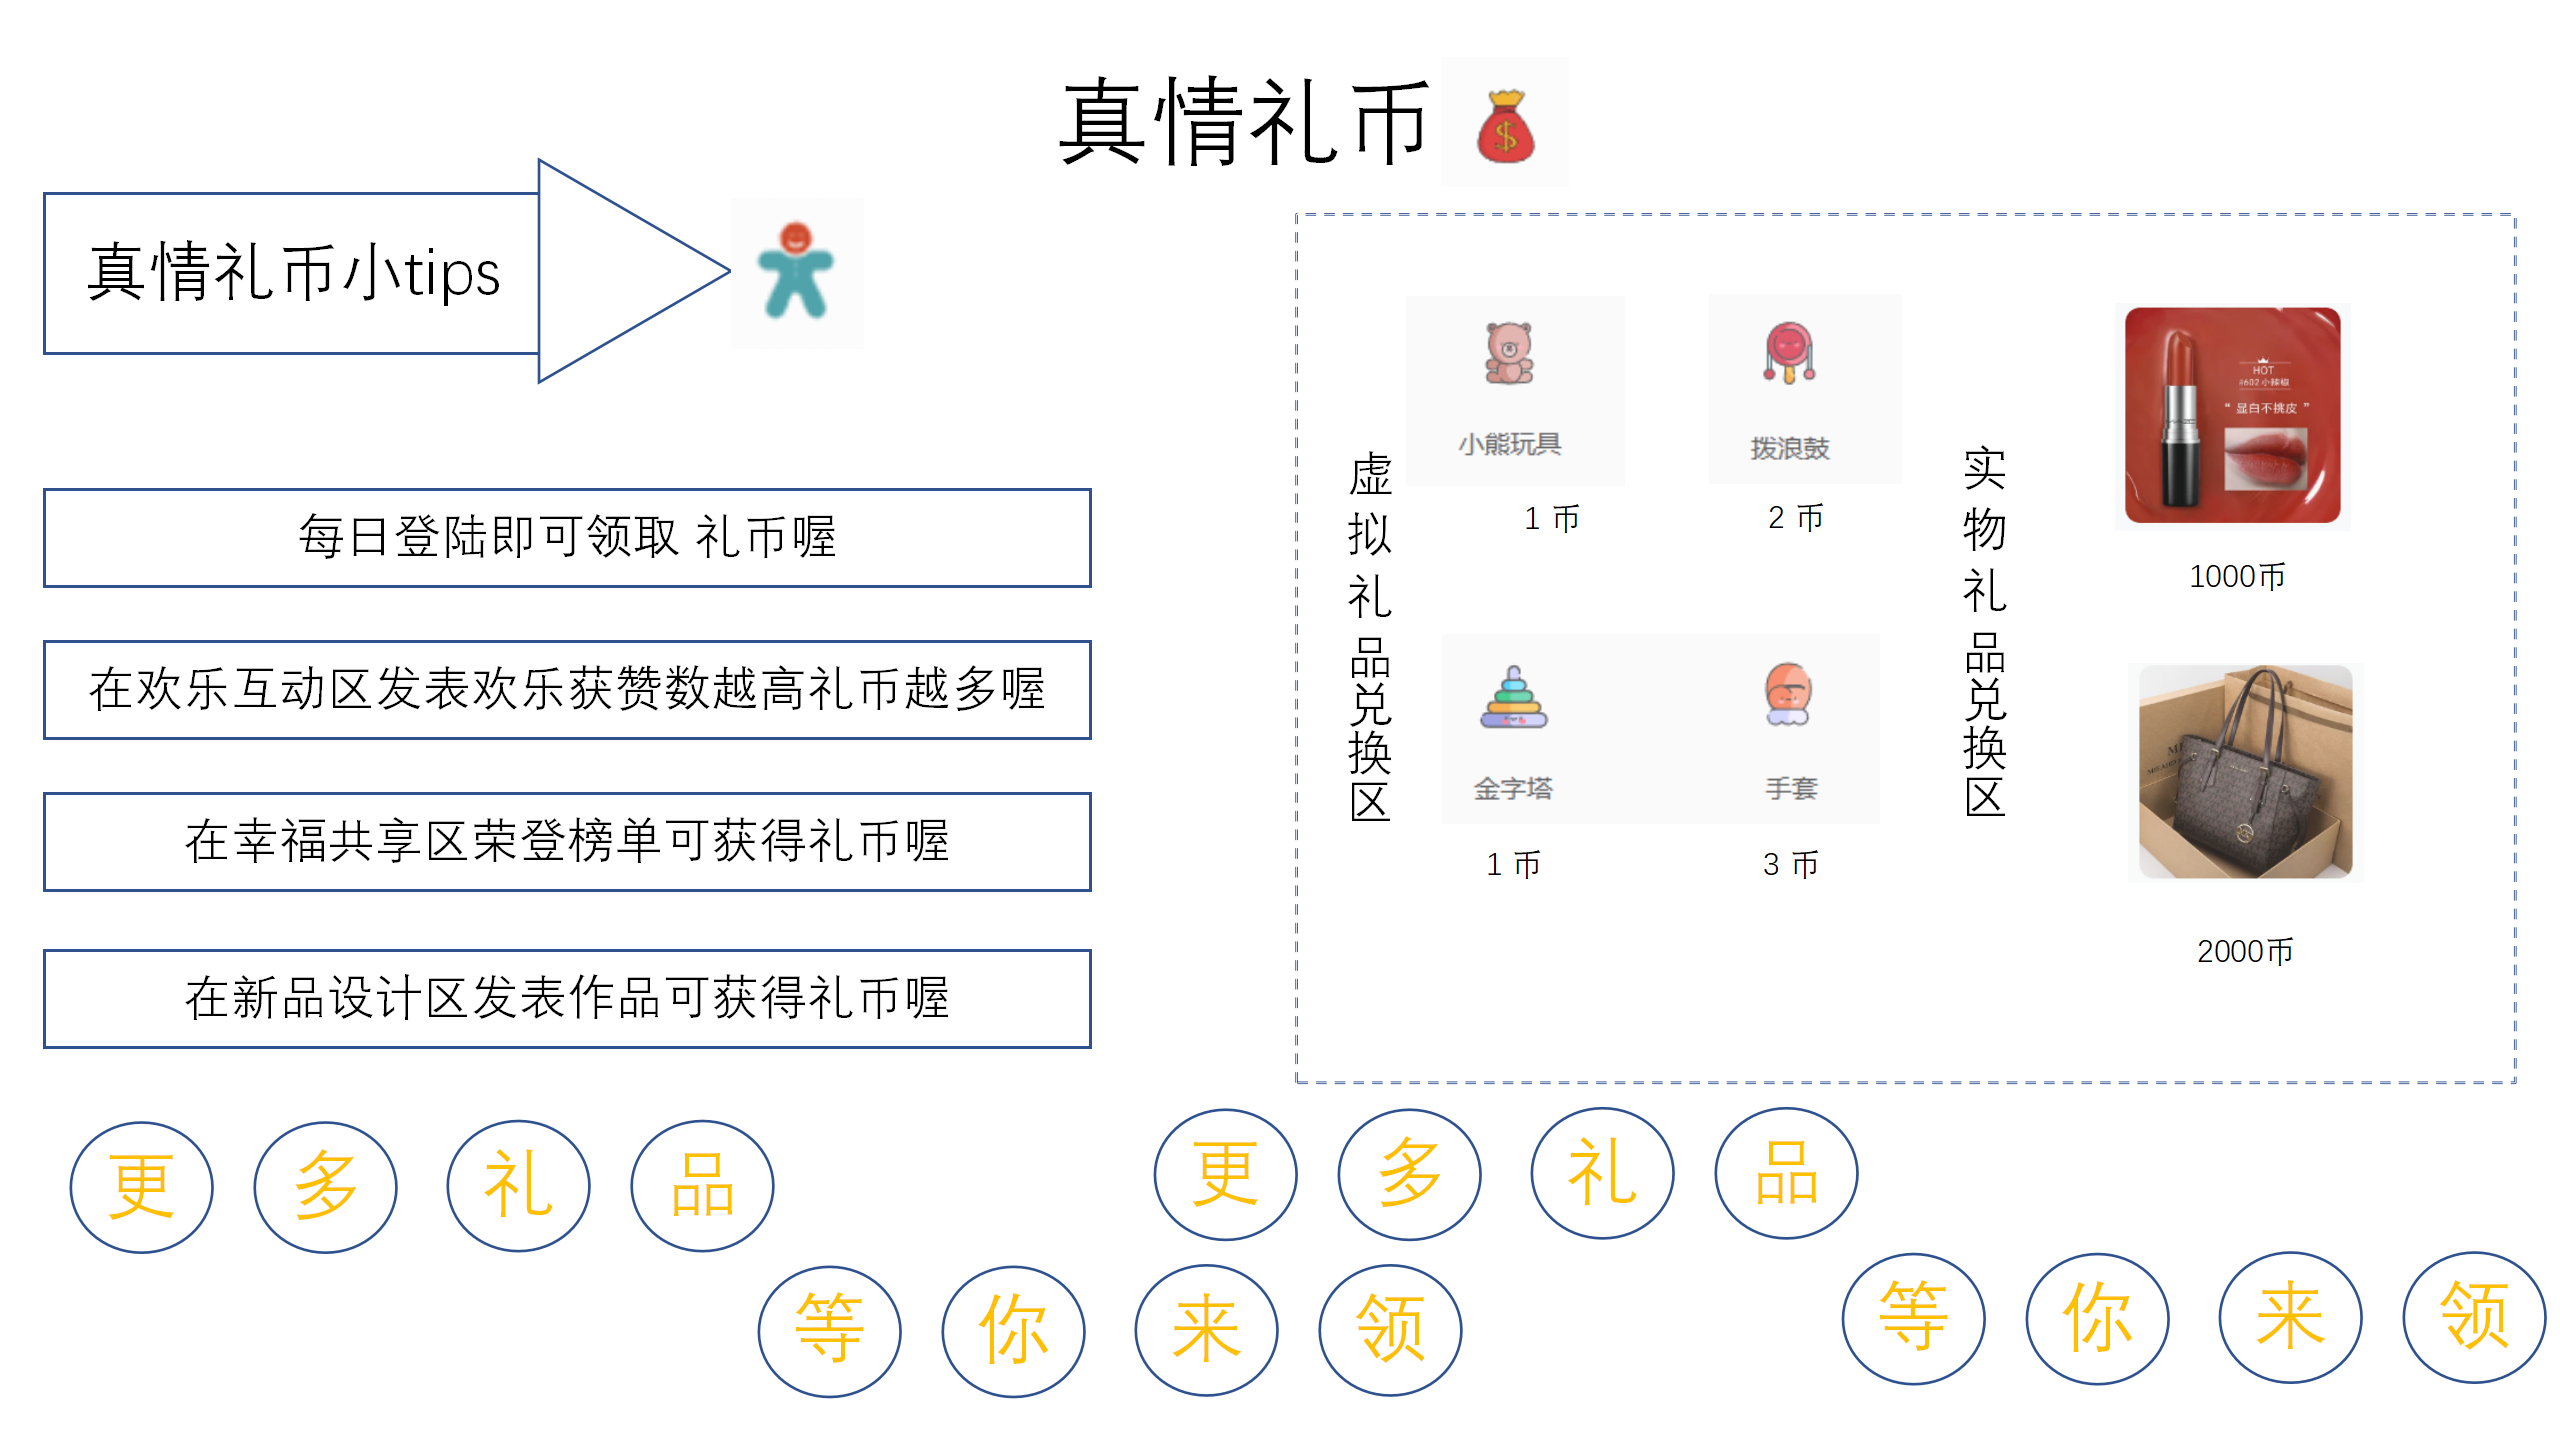 真情礼币
真情礼币小tips
每日登陆即可领取 礼币喔
在欢乐互动区发表欢乐获赞数越高礼币越多喔
在幸福共享区荣登榜单可获得礼币喔
在新品设计区发表作品可获得礼币喔
虚拟礼品兑换区
小熊玩具
拨浪鼓
1 币
2 币
金字塔
手套
1 币
3 币
实物礼品兑换区
HOT
#602 小辣椒
“ 显白不挑皮 ”
1000币
2000币
更多礼品
等你来领
更多礼品
等你来领